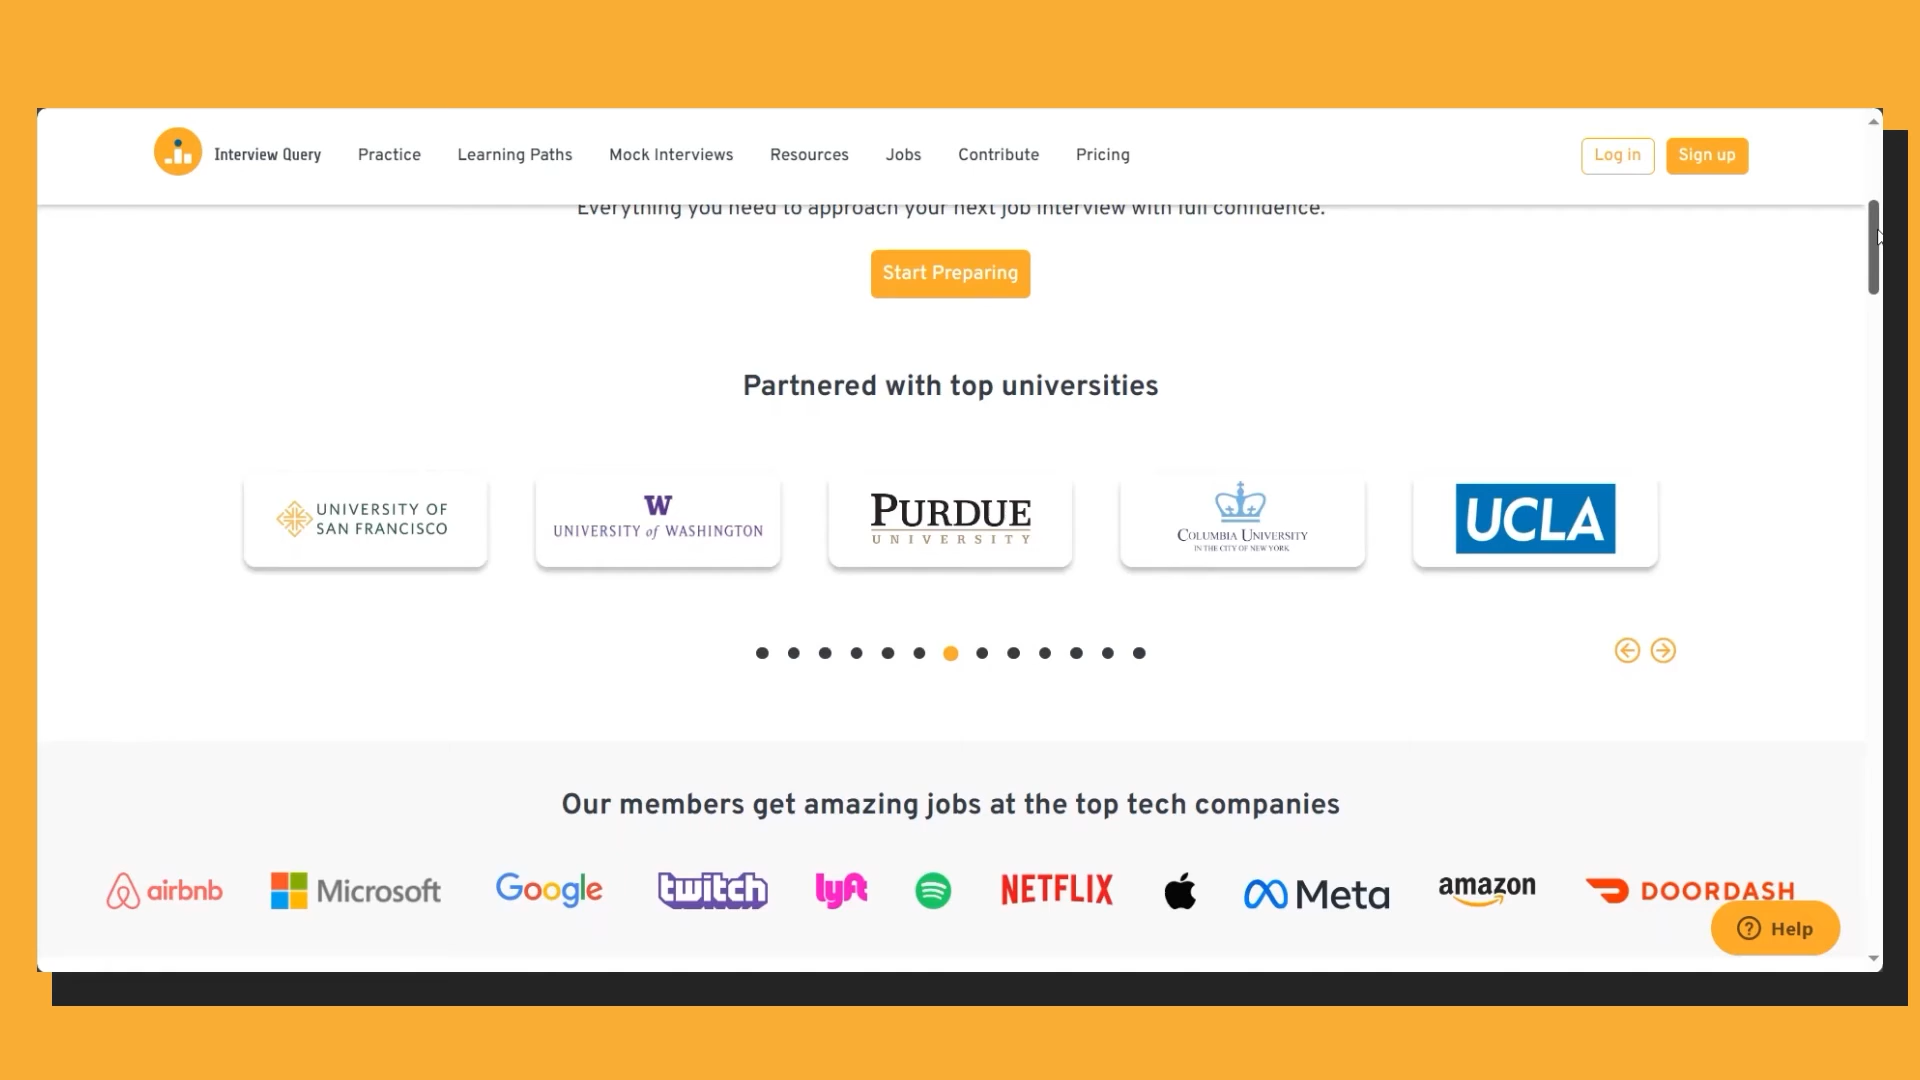 Interview Query Practice Learning Paths Mock Interviews Resources Jobs Contribute Pricing Log in Sign up
Everything you need to approach your next job interview with full confidence.
Start Preparing
Partnered with top universities
UNIVERSITY OF
SAN FRANCISCO
W
UNIVERSITY of WASHINGTON
PURDUE
UNIVERSITY
COLUMBIA UNIVERSITY
IN THE CITY OF NEW YORK
UCLA
Our members get amazing jobs at the top tech companies
airbnb Microsoft Google twitch lyft NETFLIX Meta amazon DOORDASH
? Help